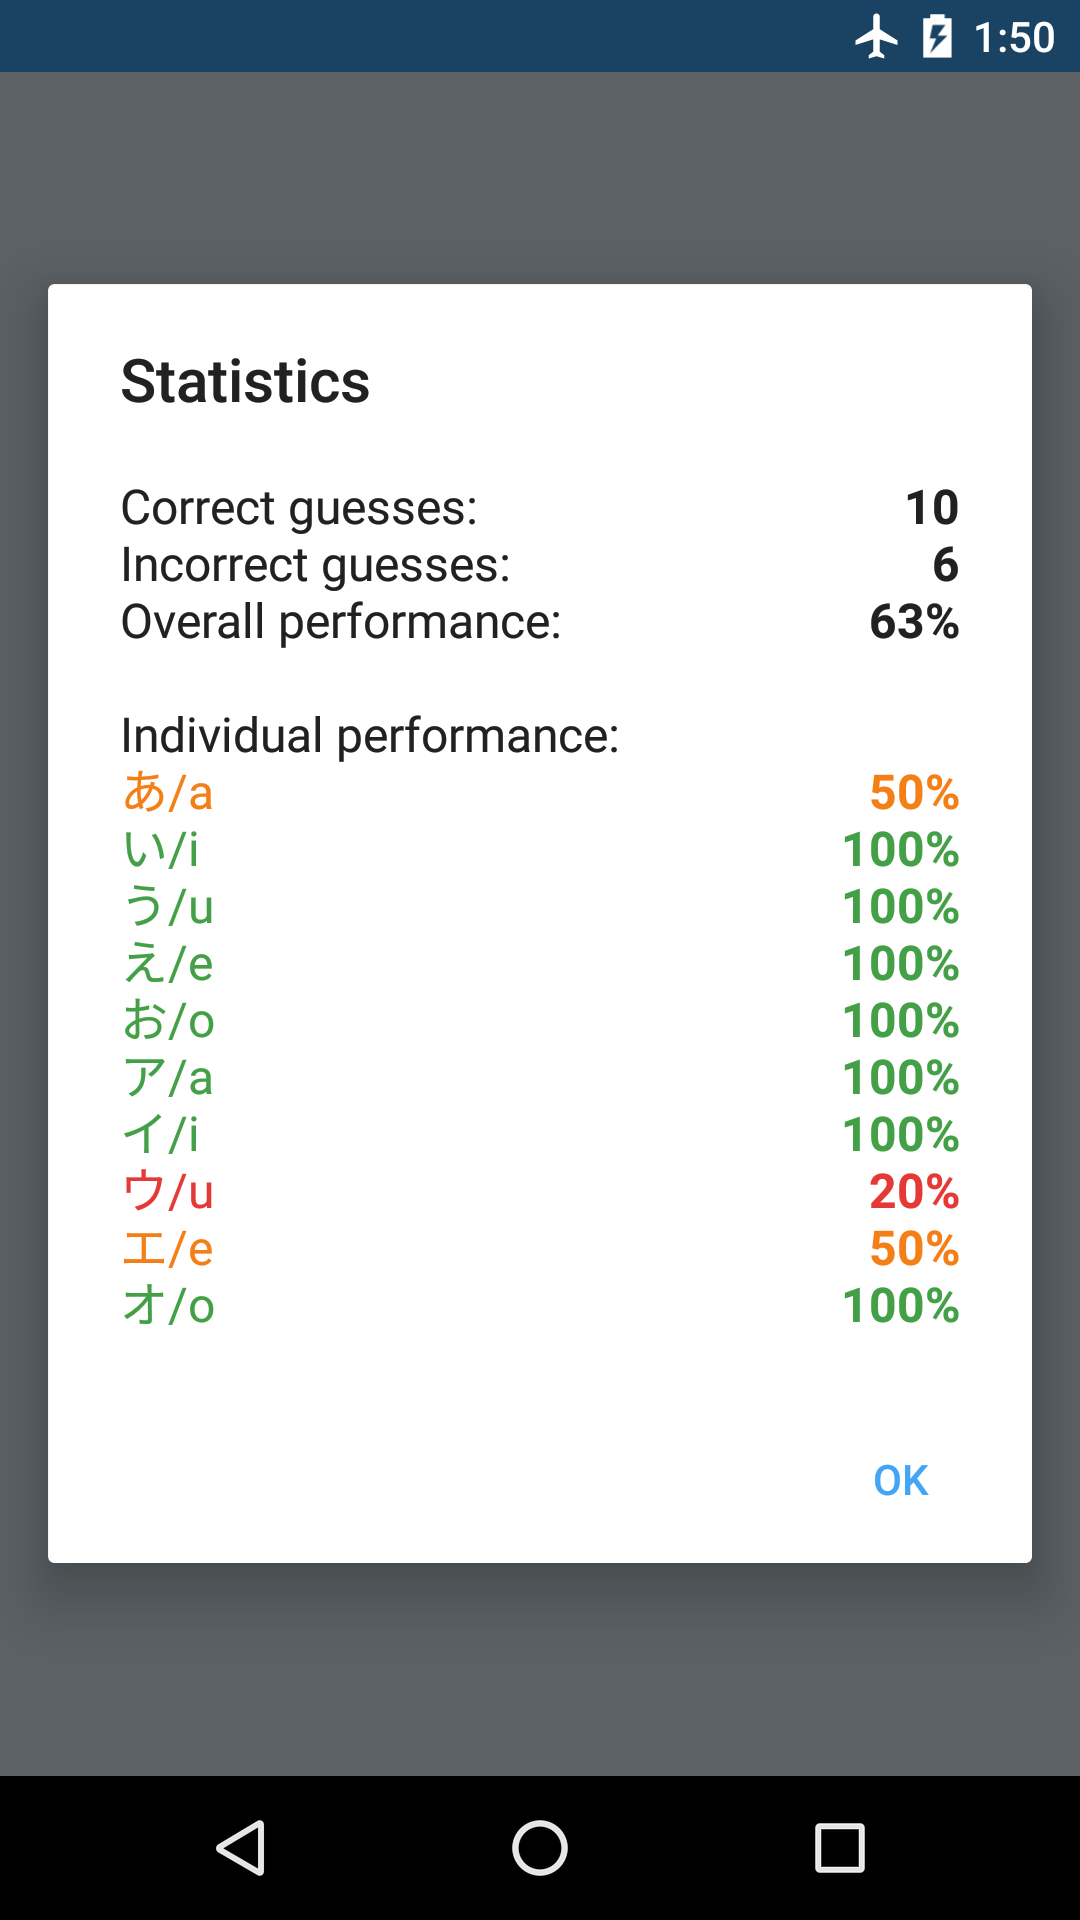 1:50
Statistics
Correct guesses: 10
Incorrect guesses: 6
Overall performance: 63%
Individual performance:
あ/a 50%
い/i 100%
う/u 100%
え/e 100%
お/o 100%
ア/a 100%
イ/i 100%
ウ/u 20%
エ/e 50%
オ/o 100%
OK